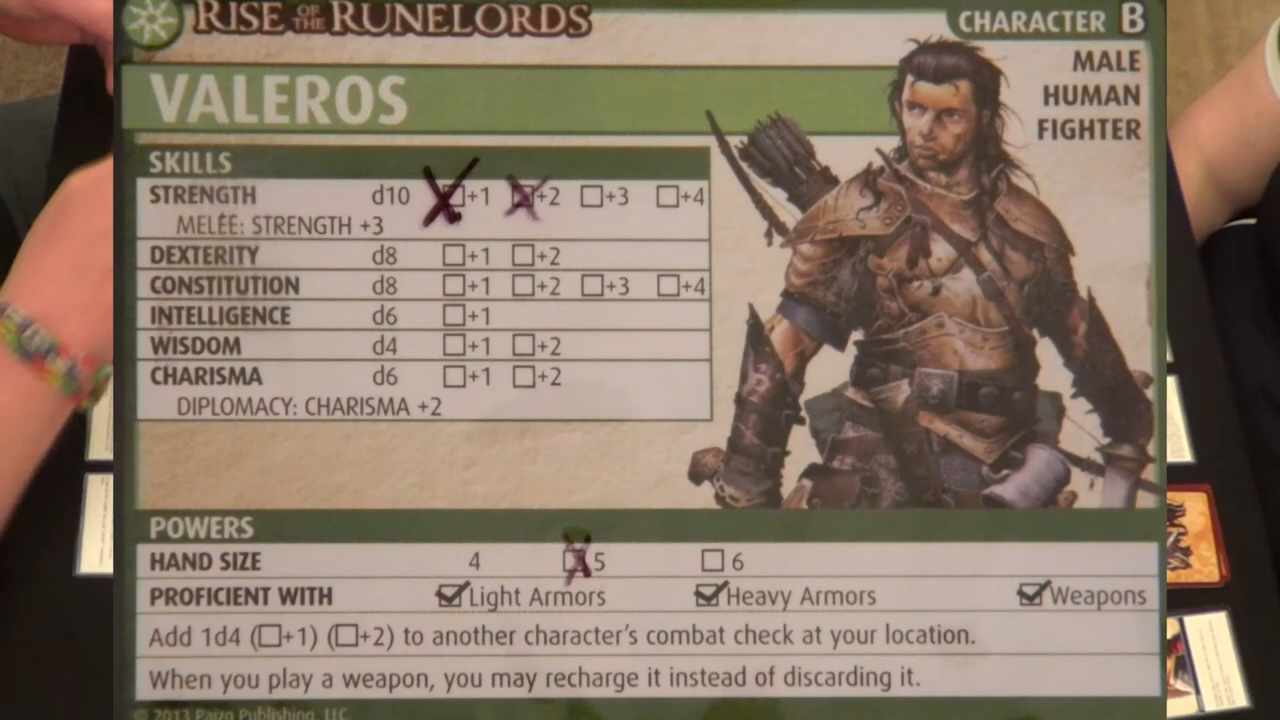 RISE OF THE RUNELORDS
CHARACTER B
MALE
HUMAN
FIGHTER
VALEROS
SKILLS
STRENGTH d10 ☒+1 ☒+2 ☐+3 ☐+4
MELEE: STRENGTH +3
DEXTERITY d8 ☐+1 ☐+2
CONSTITUTION d8 ☐+1 ☐+2 ☐+3 ☐+4
INTELLIGENCE d6 ☐+1
WISDOM d4 ☐+1 ☐+2
CHARISMA d6 ☐+1 ☐+2
DIPLOMACY: CHARISMA +2
POWERS
HAND SIZE 4 ☒ 5 ☐ 6
PROFICIENT WITH ☑Light Armors ☑Heavy Armors ☑Weapons
Add 1d4 (☐+1) (☐+2) to another character's combat check at your location.
When you play a weapon, you may recharge it instead of discarding it.
© 2013 Paizo Publishing, LLC